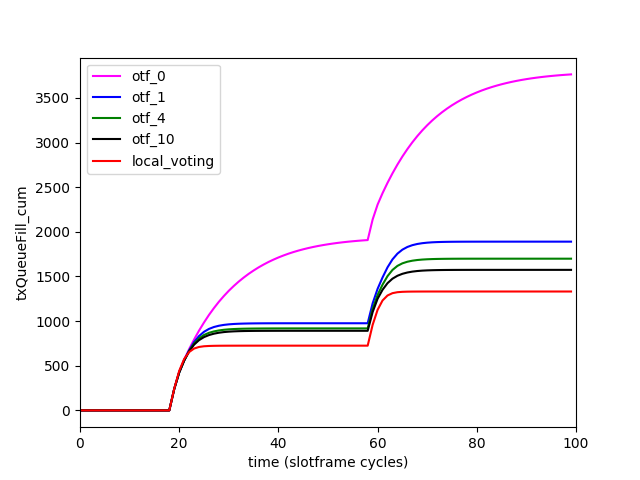 otf_0
otf_1
otf_4
otf_10
local_voting
3500
3000
2500
2000
1500
1000
500
0
txQueueFill_cum
0 20 40 60 80 100
time (slotframe cycles)